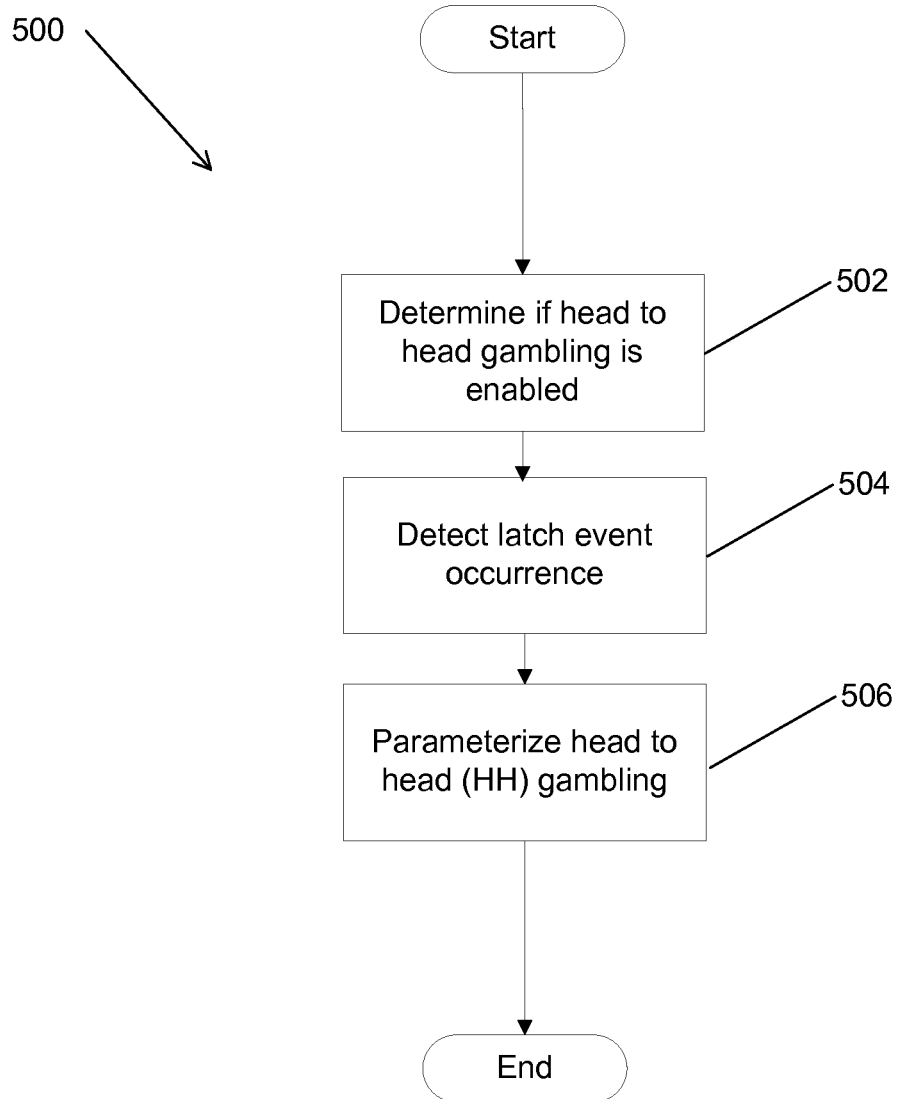 500
Start
502
Determine if head to
head gambling is
enabled
504
Detect latch event
occurrence
506
Parameterize head to
head (HH) gambling
End